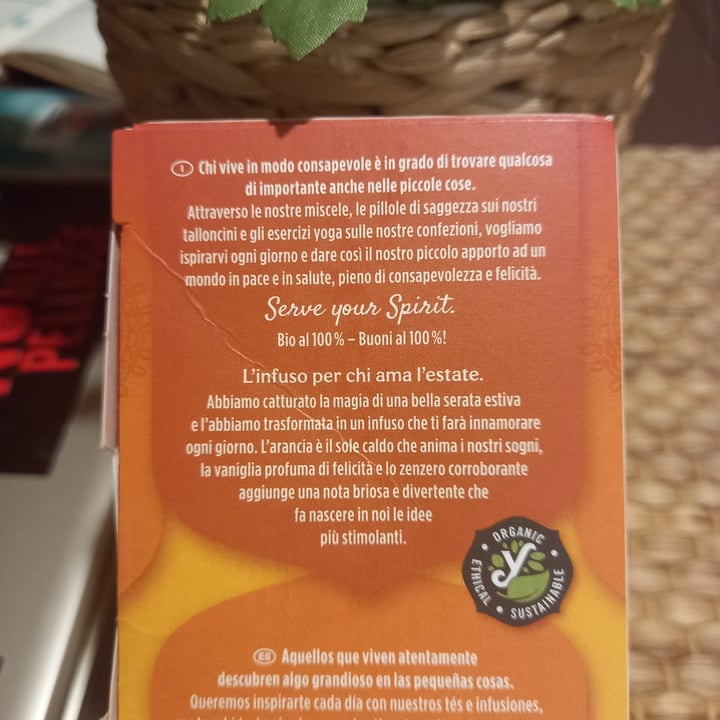 I Chi vive in modo consapevole è in grado di trovare qualcosa
di importante anche nelle piccole cose.
Attraverso le nostre miscele, le pillole di saggezza sui nostri
talloncini e gli esercizi yoga sulle nostre confezioni, vogliamo
ispirarvi ogni giorno e dare così il nostro piccolo apporto ad un
mondo in pace e in salute, pieno di consapevolezza e felicità.
Serve your Spirit.
Bio al 100% – Buoni al 100%!
L'infuso per chi ama l'estate.
Abbiamo catturato la magia di una bella serata estiva
e l'abbiamo trasformata in un infuso che ti farà innamorare
ogni giorno. L'arancia è il sole caldo che anima i nostri sogni,
la vaniglia profuma di felicità e lo zenzero corroborante
aggiunge una nota briosa e divertente che
fa nascere in noi le idee
più stimolanti.
• ORGANIC •
y
ETHICAL • SUSTAINABLE
ES Aquellos que viven atentamente
descubren algo grandioso en las pequeñas cosas.
Queremos inspirarte cada día con nuestros tés e infusiones,